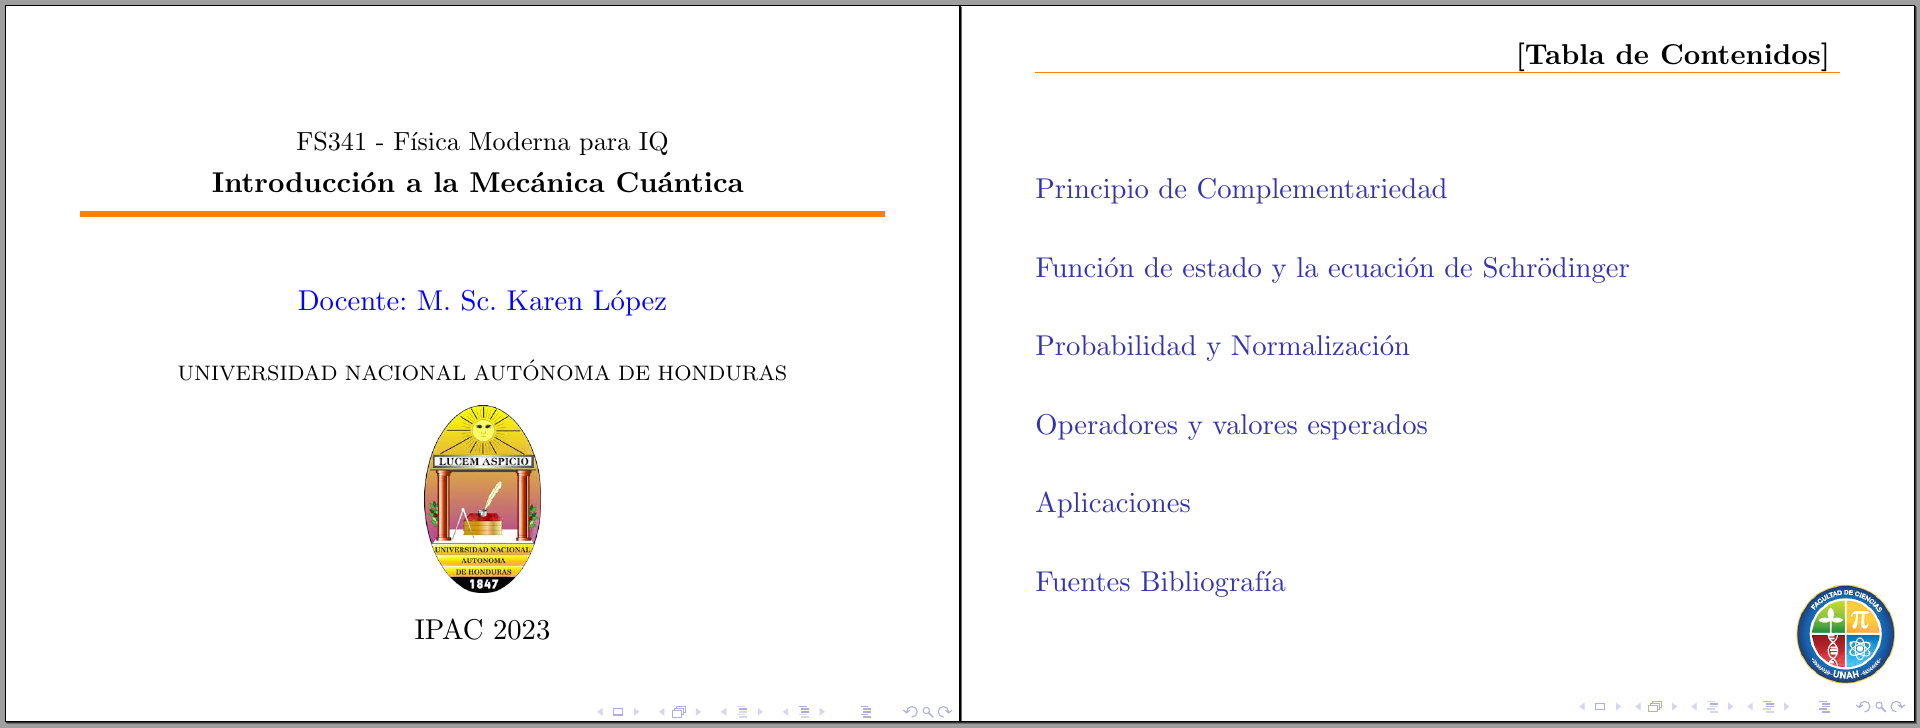 FS341 - Física Moderna para IQ
Introducción a la Mecánica Cuántica
Docente: M. Sc. Karen López
UNIVERSIDAD NACIONAL AUTÓNOMA DE HONDURAS
LUCEM ASPICIO
UNIVERSIDAD NACIONAL
AUTONOMA
DE HONDURAS
1847
IPAC 2023
[Tabla de Contenidos]
Principio de Complementariedad
Función de estado y la ecuación de Schrödinger
Probabilidad y Normalización
Operadores y valores esperados
Aplicaciones
Fuentes Bibliografía
FACULTAD DE CIENCIAS
π
UNAH